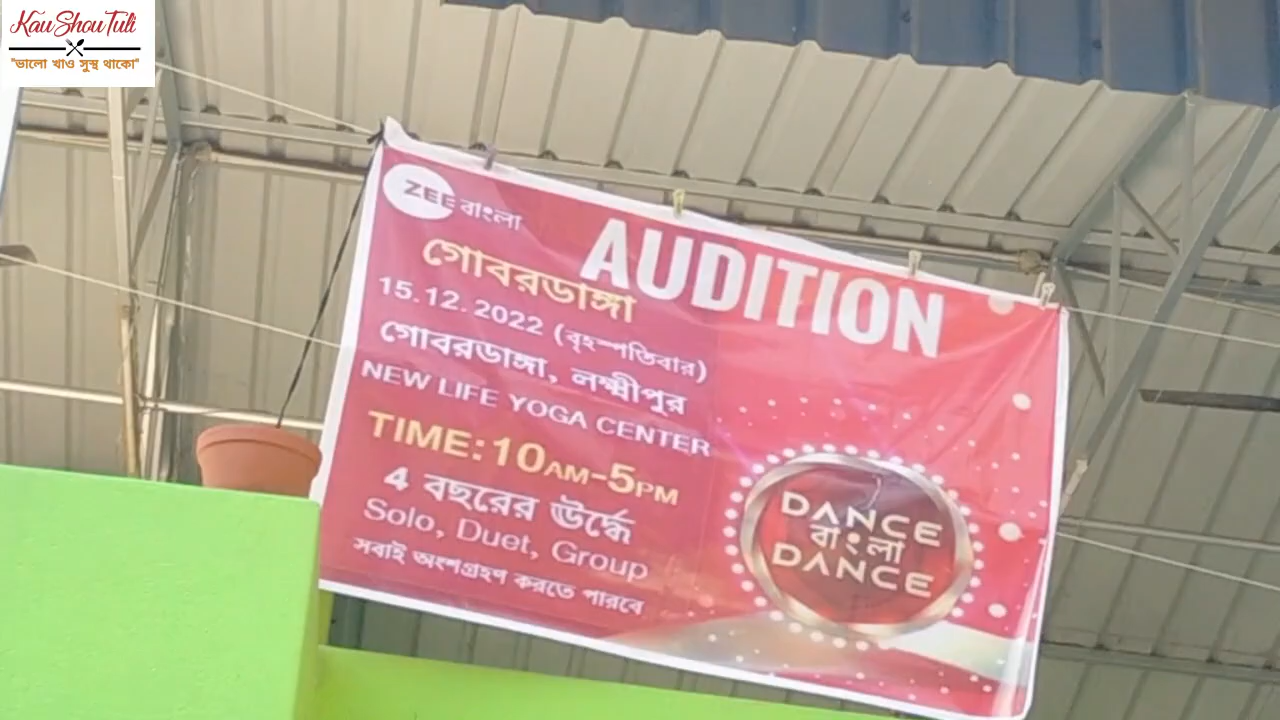 Kau Shou Tuli
"ভালো খাও সুস্থ থাকো"
ZEE বাংলা
AUDITION
গোবরডাঙ্গা
15.12.2022 (বৃহস্পতিবার)
গোবরডাঙ্গা, লক্ষ্মীপুর
NEW LIFE YOGA CENTER
TIME: 10AM-5PM
4 বছরের ঊর্দ্ধে
Solo, Duet, Group
সবাই অংশগ্রহণ করতে পারবে
DANCE
বাংলা
DANCE